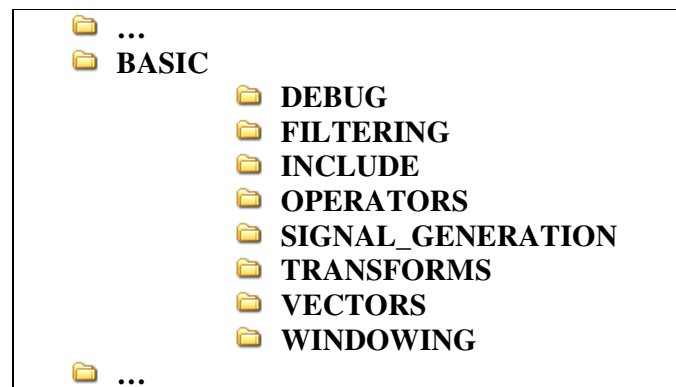 ...
BASIC
DEBUG
FILTERING
INCLUDE
OPERATORS
SIGNAL_GENERATION
TRANSFORMS
VECTORS
WINDOWING
...